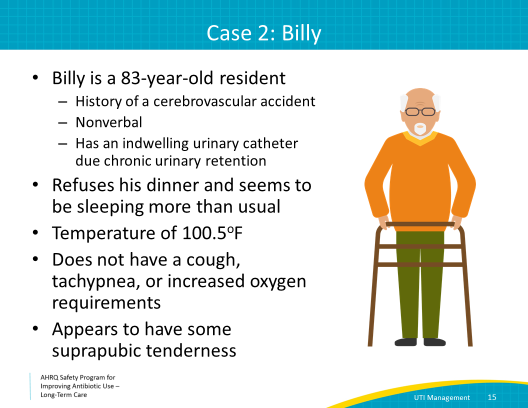 Case 2: Billy
• Billy is a 83-year-old resident
– History of a cerebrovascular accident
– Nonverbal
– Has an indwelling urinary catheter
due chronic urinary retention
• Refuses his dinner and seems to
be sleeping more than usual
• Temperature of 100.5ºF
• Does not have a cough,
tachypnea, or increased oxygen
requirements
• Appears to have some
suprapubic tenderness
AHRQ Safety Program for
Improving Antibiotic Use –
Long-Term Care
UTI Management 15